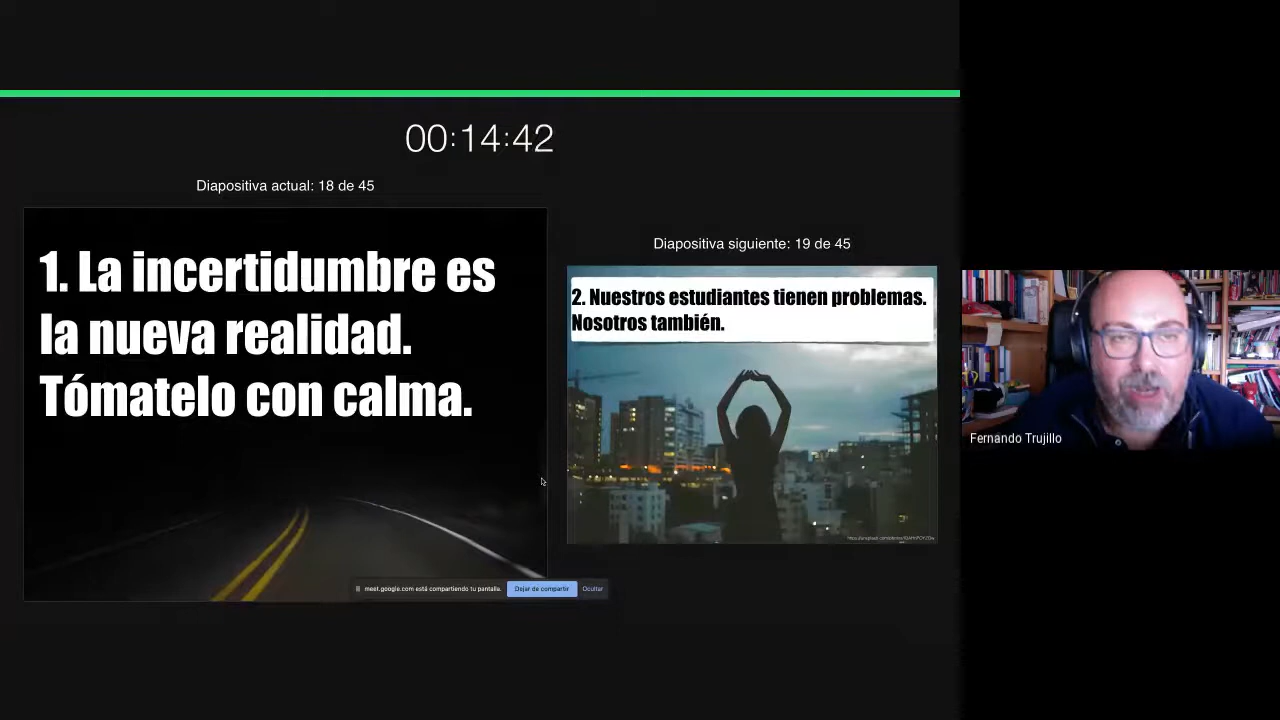 00:14:42
Diapositiva actual: 18 de 45
1. La incertidumbre es
la nueva realidad.
Tómatelo con calma.
Diapositiva siguiente: 19 de 45
2. Nuestros estudiantes tienen problemas.
Nosotros también.
meet.google.com está compartiendo tu pantalla.
Dejar de compartir
Ocultar
Fernando Trujillo